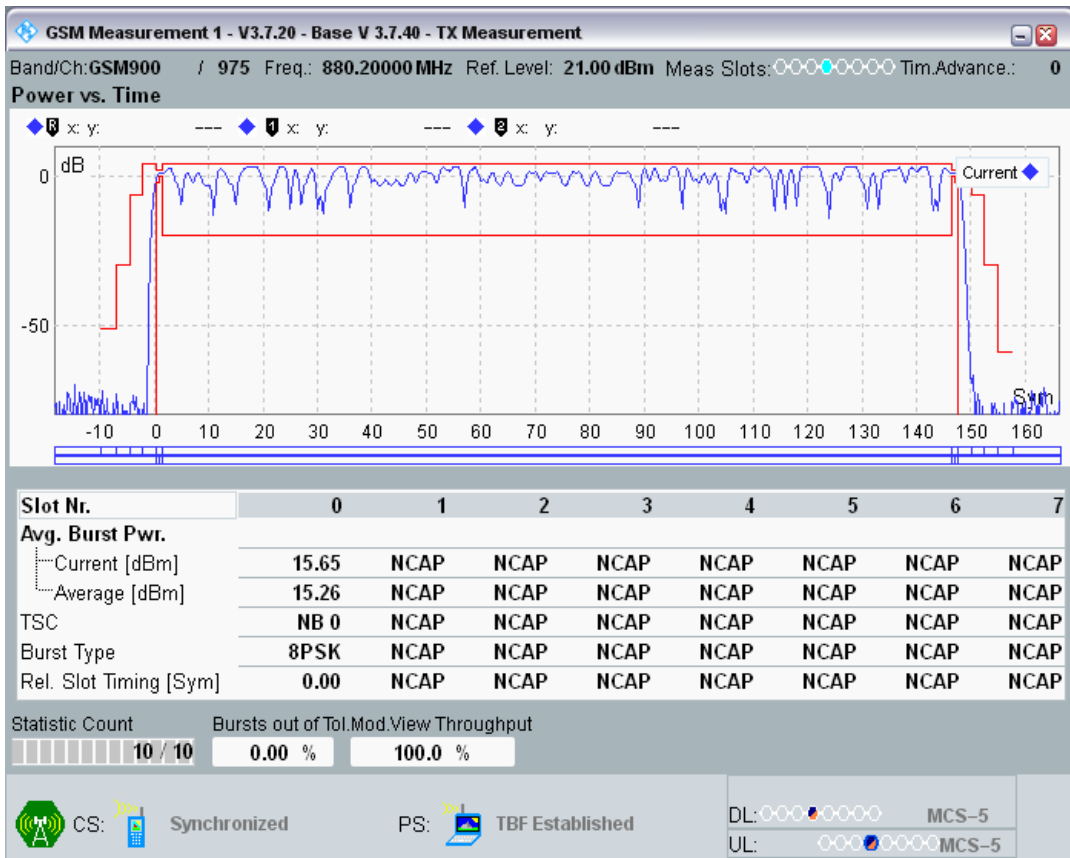 GSM Measurement 1 - V3.7.20 - Base V 3.7.40 - TX Measurement
Band/Ch:GSM900 / 975 Freq.: 880.20000 MHz Ref. Level: 21.00 dBm Meas Slots: Tim.Advance.: 0
Power vs. Time
R x: y: --- 1 x: y: --- 2 x: y: ---
dB
Current
0
-50
Sym
-10 0 10 20 30 40 50 60 70 80 90 100 110 120 130 140 150 160
Slot Nr. 0 1 2 3 4 5 6 7
Avg. Burst Pwr.
Current [dBm] 15.65 NCAP NCAP NCAP NCAP NCAP NCAP NCAP
Average [dBm] 15.26 NCAP NCAP NCAP NCAP NCAP NCAP NCAP
TSC NB 0 NCAP NCAP NCAP NCAP NCAP NCAP NCAP
Burst Type 8PSK NCAP NCAP NCAP NCAP NCAP NCAP NCAP
Rel. Slot Timing [Sym] 0.00 NCAP NCAP NCAP NCAP NCAP NCAP NCAP
Statistic Count Bursts out of Tol.Mod.View Throughput
10 / 10 0.00 % 100.0 %
CS: Synchronized PS: TBF Established
DL: MCS-5
UL: MCS-5